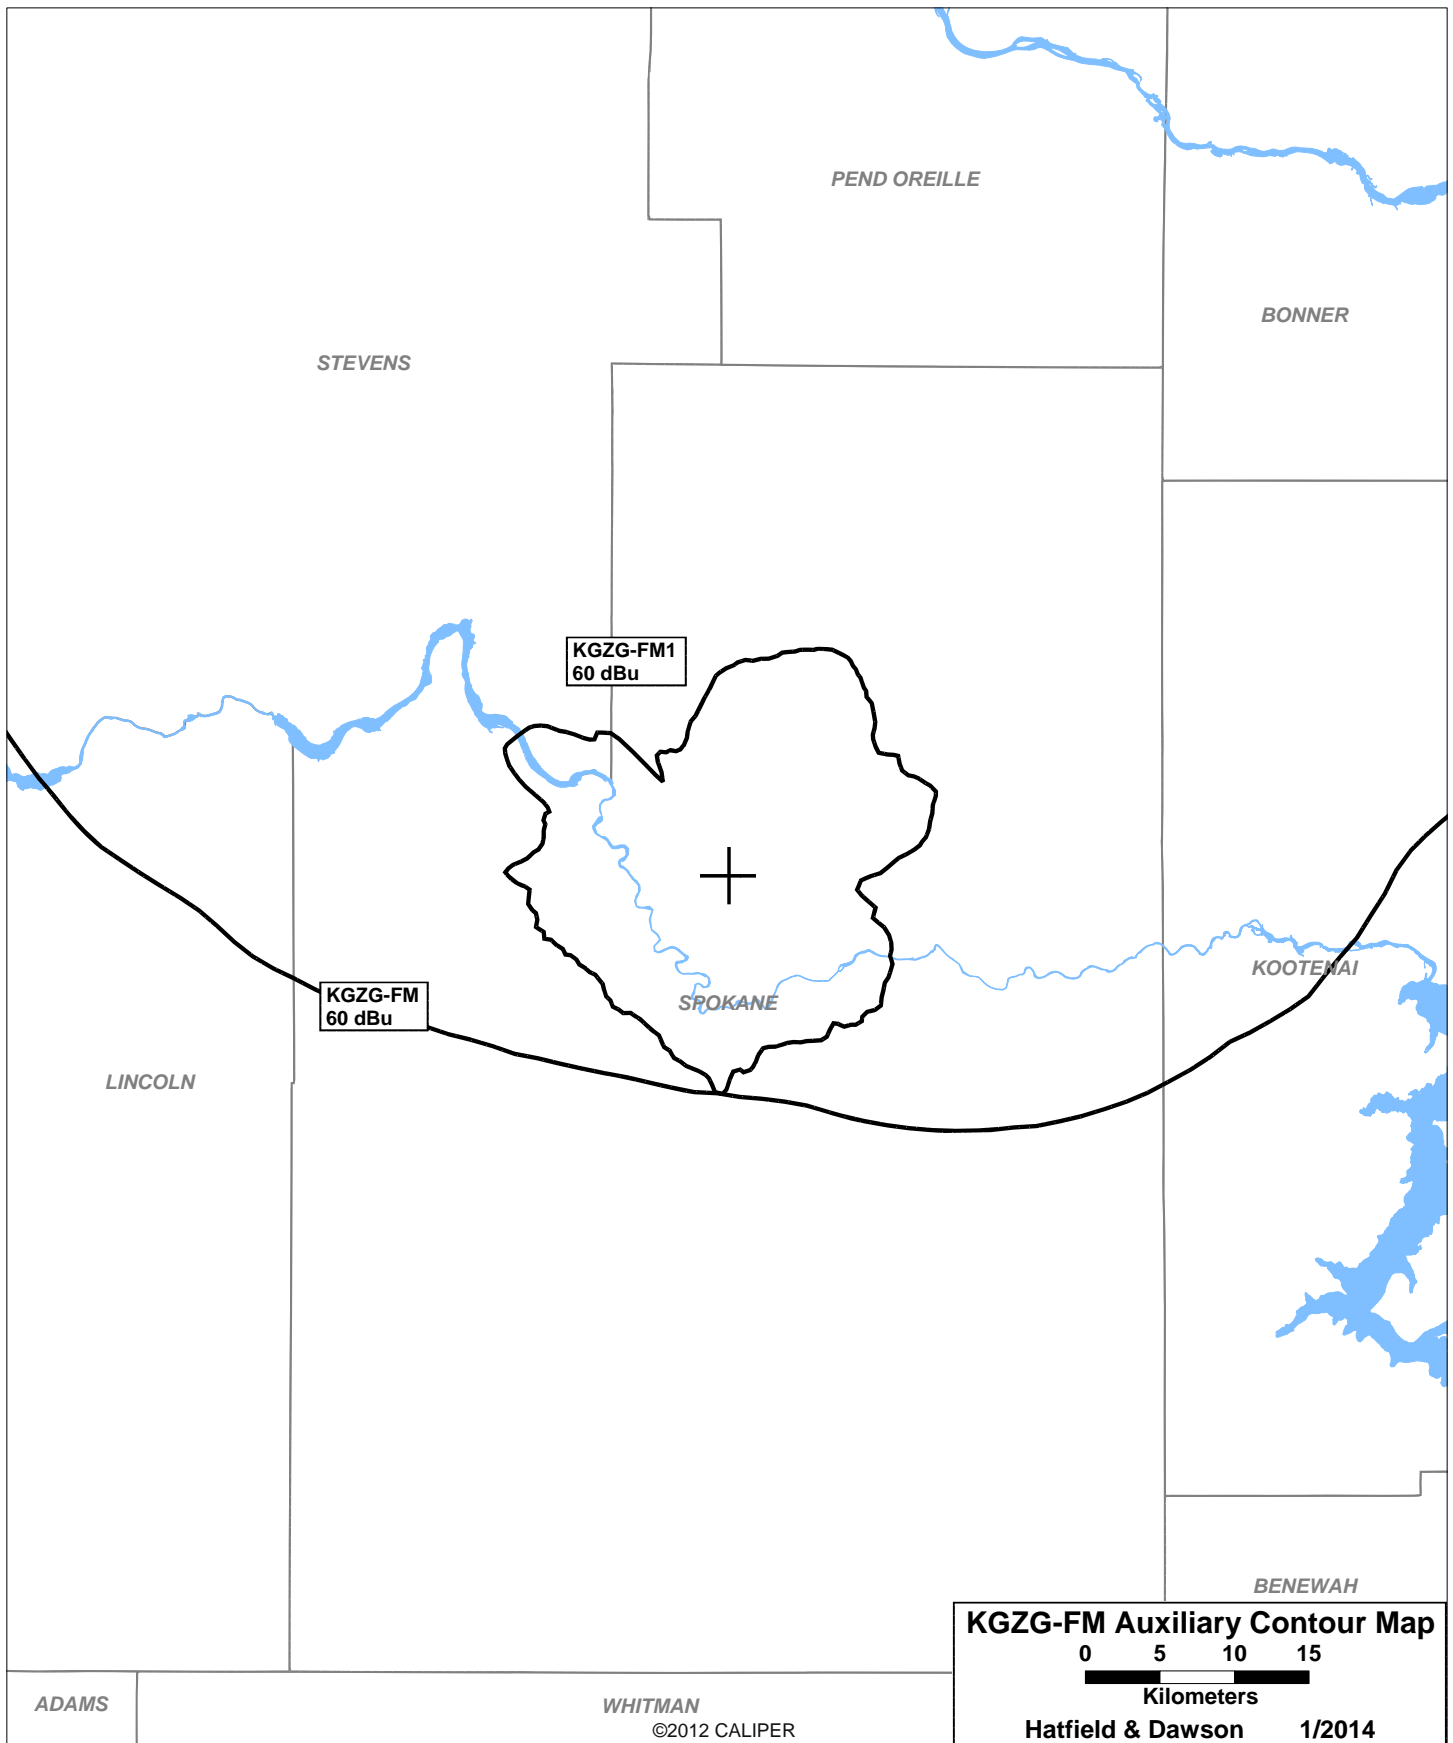 PEND OREILLE
BONNER
STEVENS
KGZG-FM1
60 dBu
KOOTENAI
KGZG-FM
60 dBu
SPOKANE
LINCOLN
BENEWAH
KGZG-FM Auxiliary Contour Map
0 5 10 15
Kilometers
Hatfield & Dawson 1/2014
ADAMS
WHITMAN
©2012 CALIPER